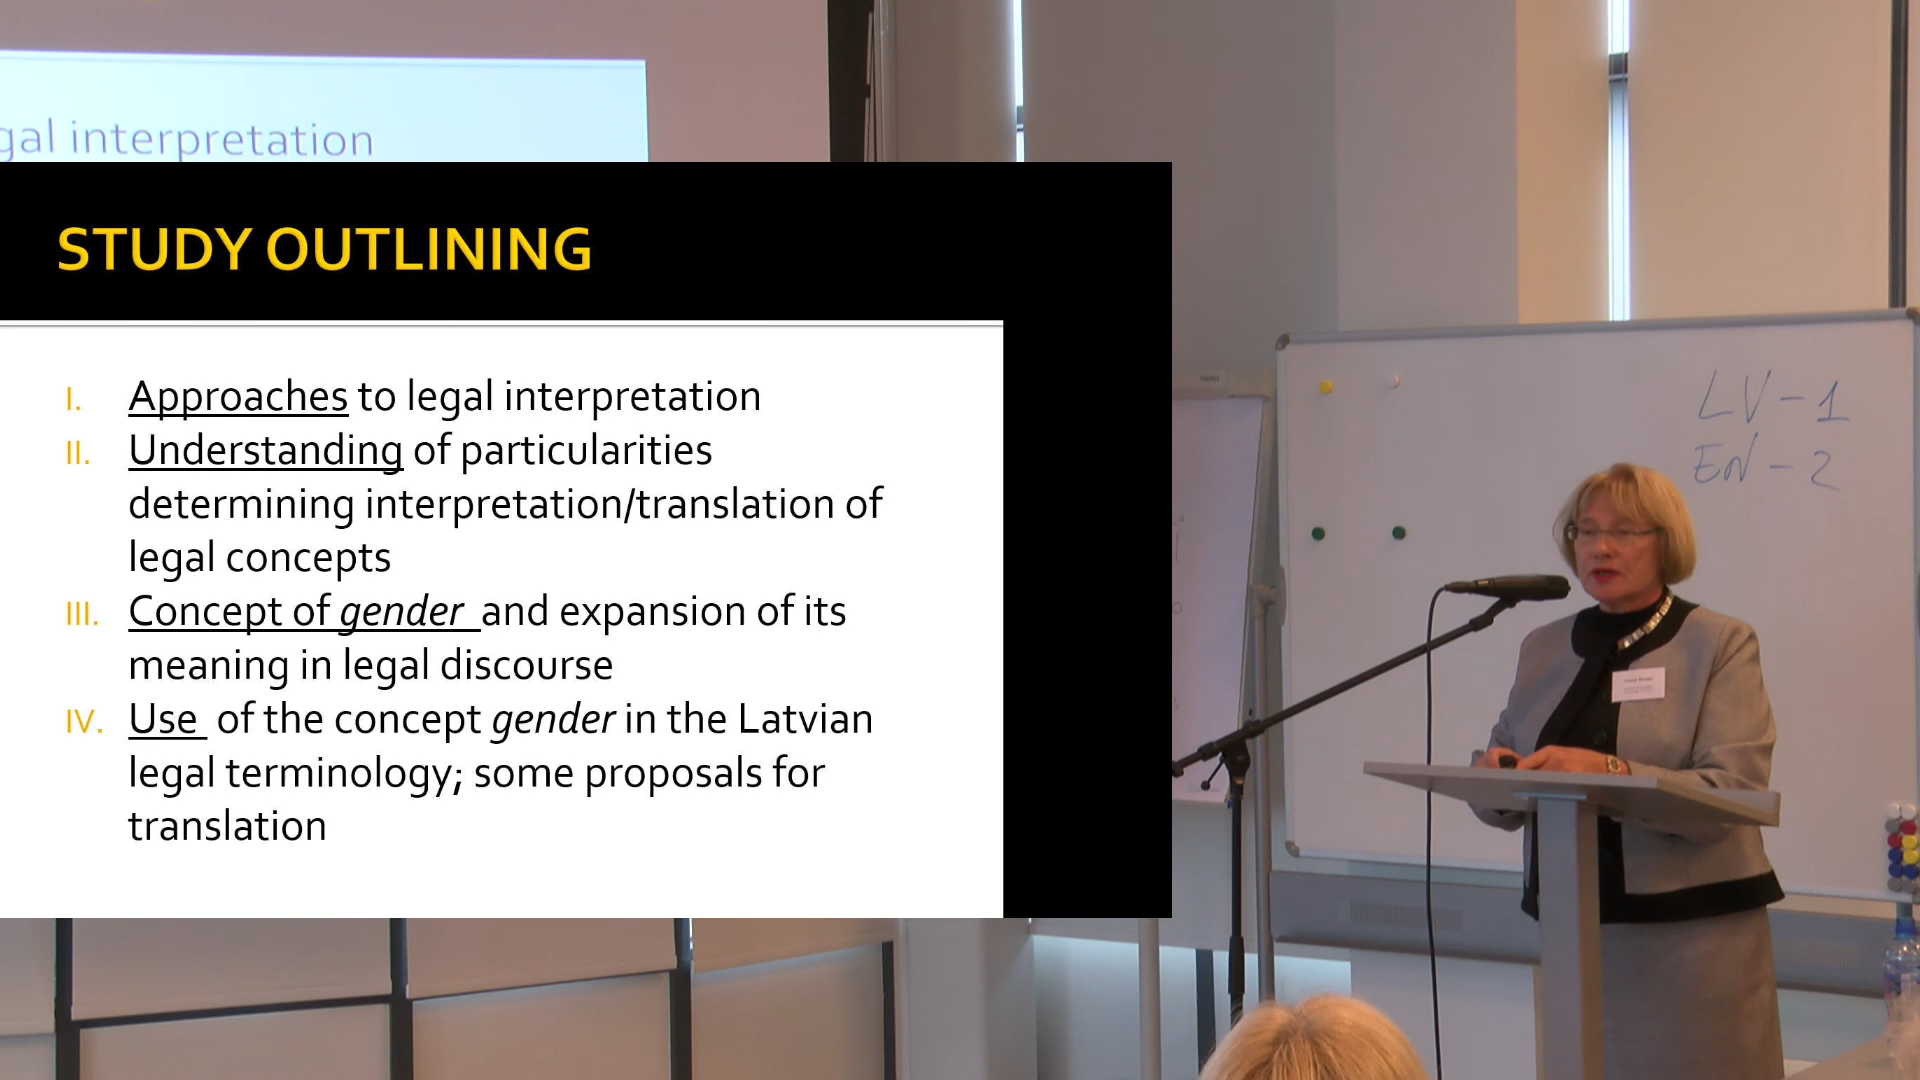 gal interpretation
STUDY OUTLINING
I. Approaches to legal interpretation
II. Understanding of particularities
determining interpretation/translation of
legal concepts
III. Concept of gender and expansion of its
meaning in legal discourse
IV. Use of the concept gender in the Latvian
legal terminology; some proposals for
translation
LV - 1
EN - 2